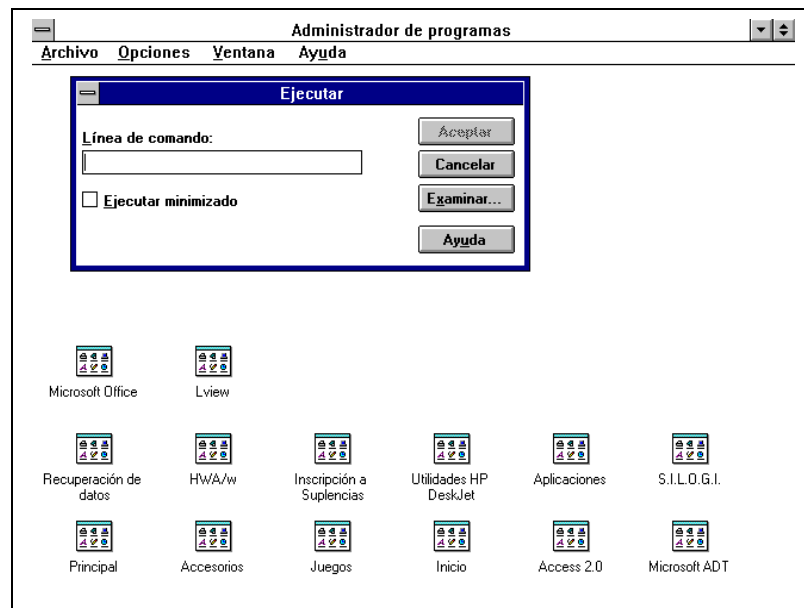 Administrador de programas
Archivo Opciones Ventana Ayuda
Ejecutar
Línea de comando:
Aceptar
Cancelar
Ejecutar minimizado
Examinar...
Ayuda
Microsoft Office
Lview
Recuperación de
datos
HWA/w
Inscripción a
Suplencias
Utilidades HP
DeskJet
Aplicaciones
S.I.L.O.G.I.
Principal
Accesorios
Juegos
Inicio
Access 2.0
Microsoft ADT